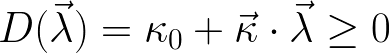 $D(\vec{\lambda}) = \kappa_0 + \vec{\kappa} \cdot \vec{\lambda} \geq 0$